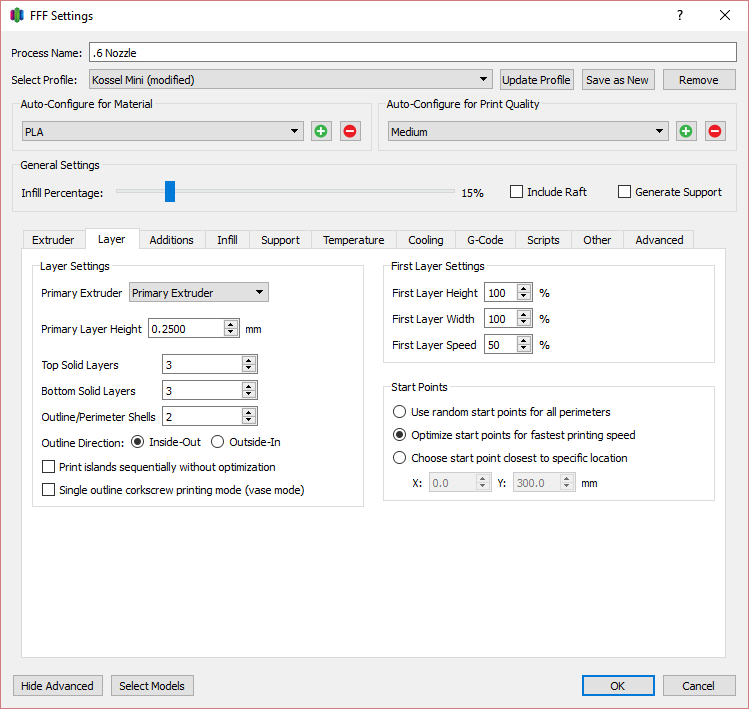 FFF Settings
?
Process Name: .6 Nozzle
Select Profile: Kossel Mini (modified) Update Profile Save as New Remove
Auto-Configure for Material Auto-Configure for Print Quality
PLA Medium
General Settings
Infill Percentage: 15% Include Raft Generate Support
Extruder Layer Additions Infill Support Temperature Cooling G-Code Scripts Other Advanced
Layer Settings
Primary Extruder Primary Extruder
Primary Layer Height 0.2500 mm
Top Solid Layers 3
Bottom Solid Layers 3
Outline/Perimeter Shells 2
Outline Direction: Inside-Out Outside-In
Print islands sequentially without optimization
Single outline corkscrew printing mode (vase mode)
First Layer Settings
First Layer Height 100 %
First Layer Width 100 %
First Layer Speed 50 %
Start Points
Use random start points for all perimeters
Optimize start points for fastest printing speed
Choose start point closest to specific location
X: 0.0 Y: 300.0 mm
Hide Advanced Select Models OK Cancel